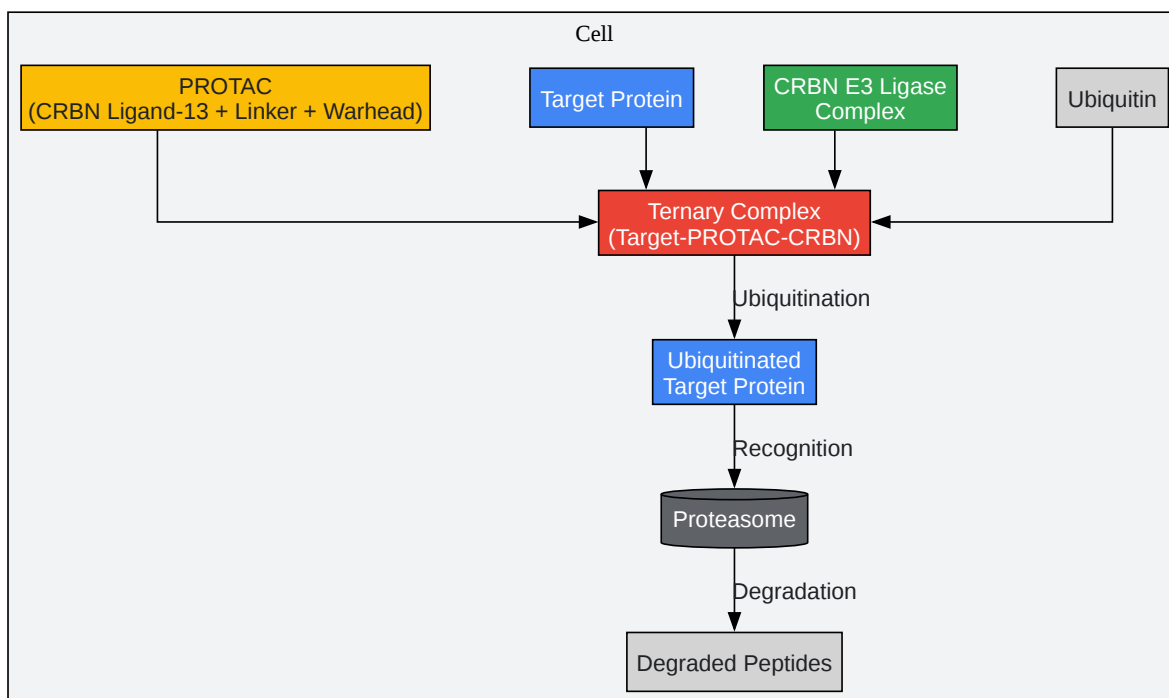 Cell
PROTAC
(CRBN Ligand-13 + Linker + Warhead)
Target Protein
CRBN E3 Ligase
Complex
Ubiquitin
Ternary Complex
(Target-PROTAC-CRBN)
Ubiquitination
Ubiquitinated
Target Protein
Recognition
Proteasome
Degradation
Degraded Peptides